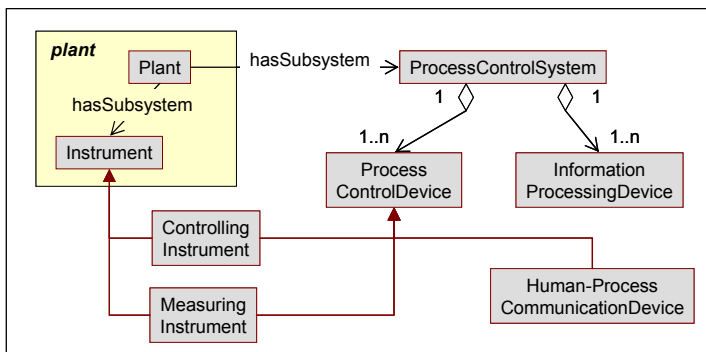 plant
Plant
hasSubsystem
ProcessControlSystem
hasSubsystem
1
1
Instrument
1..n
1..n
Process
ControlDevice
Information
ProcessingDevice
Controlling
Instrument
Measuring
Instrument
Human-Process
CommunicationDevice